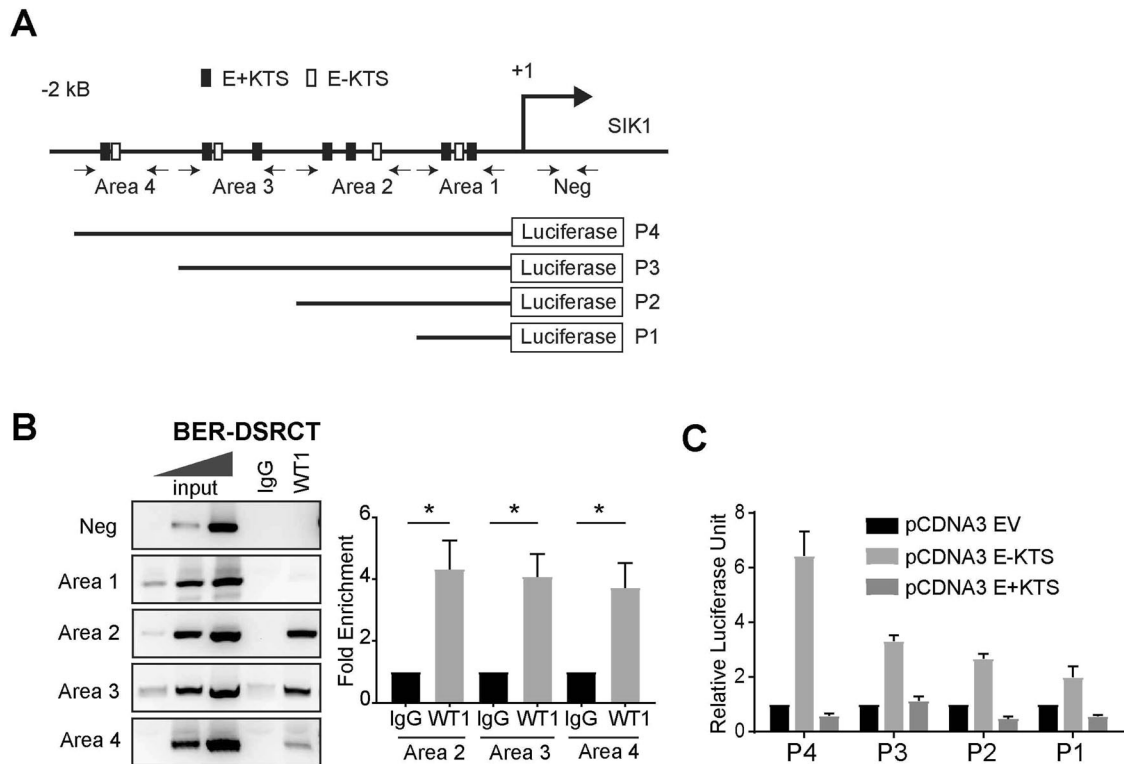 A
-2 kB
E+KTS
E-KTS
+1
SIK1
Area 4
Area 3
Area 2
Area 1
Neg
Luciferase P4
Luciferase P3
Luciferase P2
Luciferase P1
B
BER-DSRCT
input
IgG
WT1
Neg
Area 1
Area 2
Area 3
Area 4
Fold Enrichment
8
6
4
2
0
*
*
*
IgG WT1 IgG WT1 IgG WT1
Area 2 Area 3 Area 4
C
Relative Luciferase Unit
8
6
4
2
0
pCDNA3 EV
pCDNA3 E-KTS
pCDNA3 E+KTS
P4 P3 P2 P1